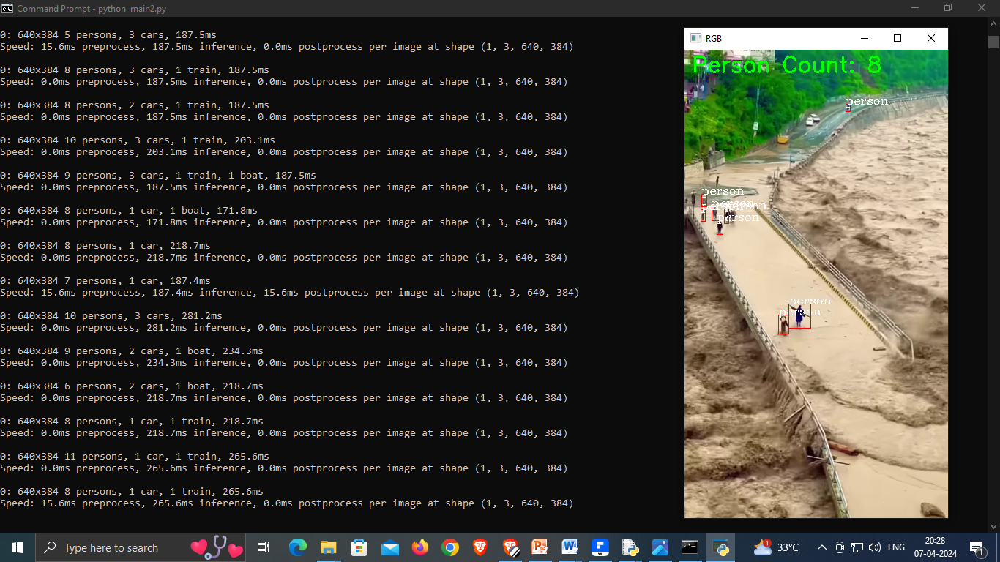 Command Prompt - python main2.py
0: 640x384 5 persons, 3 cars, 187.5ms
Speed: 15.6ms preprocess, 187.5ms inference, 0.0ms postprocess per image at shape (1, 3, 640, 384)
0: 640x384 8 persons, 3 cars, 1 train, 187.5ms
Speed: 0.0ms preprocess, 187.5ms inference, 0.0ms postprocess per image at shape (1, 3, 640, 384)
0: 640x384 8 persons, 2 cars, 1 train, 187.5ms
Speed: 0.0ms preprocess, 187.5ms inference, 0.0ms postprocess per image at shape (1, 3, 640, 384)
0: 640x384 10 persons, 3 cars, 1 train, 203.1ms
Speed: 0.0ms preprocess, 203.1ms inference, 0.0ms postprocess per image at shape (1, 3, 640, 384)
0: 640x384 9 persons, 3 cars, 1 train, 1 boat, 187.5ms
Speed: 0.0ms preprocess, 187.5ms inference, 0.0ms postprocess per image at shape (1, 3, 640, 384)
0: 640x384 8 persons, 1 car, 1 boat, 171.8ms
Speed: 0.0ms preprocess, 171.8ms inference, 0.0ms postprocess per image at shape (1, 3, 640, 384)
0: 640x384 8 persons, 1 car, 218.7ms
Speed: 0.0ms preprocess, 218.7ms inference, 0.0ms postprocess per image at shape (1, 3, 640, 384)
0: 640x384 7 persons, 1 car, 187.4ms
Speed: 15.6ms preprocess, 187.4ms inference, 15.6ms postprocess per image at shape (1, 3, 640, 384)
0: 640x384 10 persons, 3 cars, 281.2ms
Speed: 0.0ms preprocess, 281.2ms inference, 0.0ms postprocess per image at shape (1, 3, 640, 384)
0: 640x384 9 persons, 2 cars, 1 boat, 234.3ms
Speed: 0.0ms preprocess, 234.3ms inference, 0.0ms postprocess per image at shape (1, 3, 640, 384)
0: 640x384 6 persons, 2 cars, 1 boat, 218.7ms
Speed: 0.0ms preprocess, 218.7ms inference, 0.0ms postprocess per image at shape (1, 3, 640, 384)
0: 640x384 8 persons, 1 car, 1 train, 218.7ms
Speed: 0.0ms preprocess, 218.7ms inference, 0.0ms postprocess per image at shape (1, 3, 640, 384)
0: 640x384 11 persons, 1 car, 1 train, 265.6ms
Speed: 0.0ms preprocess, 265.6ms inference, 0.0ms postprocess per image at shape (1, 3, 640, 384)
0: 640x384 8 persons, 1 car, 1 train, 265.6ms
Speed: 15.6ms preprocess, 265.6ms inference, 0.0ms postprocess per image at shape (1, 3, 640, 384)
RGB
Person Count: 8
person
person
person
person
person
person
person
Type here to search
1
33°C
ENG
20:28
07-04-2024
1